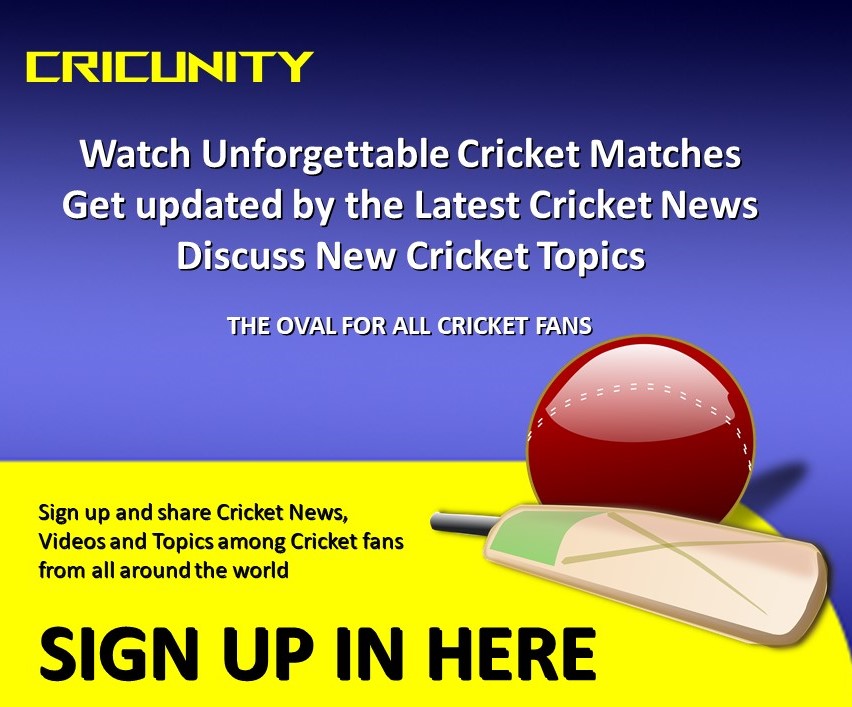 CRICUNITY
Watch Unforgettable Cricket Matches
Get updated by the Latest Cricket News
Discuss New Cricket Topics
THE OVAL FOR ALL CRICKET FANS
Sign up and share Cricket News,
Videos and Topics among Cricket fans
from all around the world
SIGN UP IN HERE